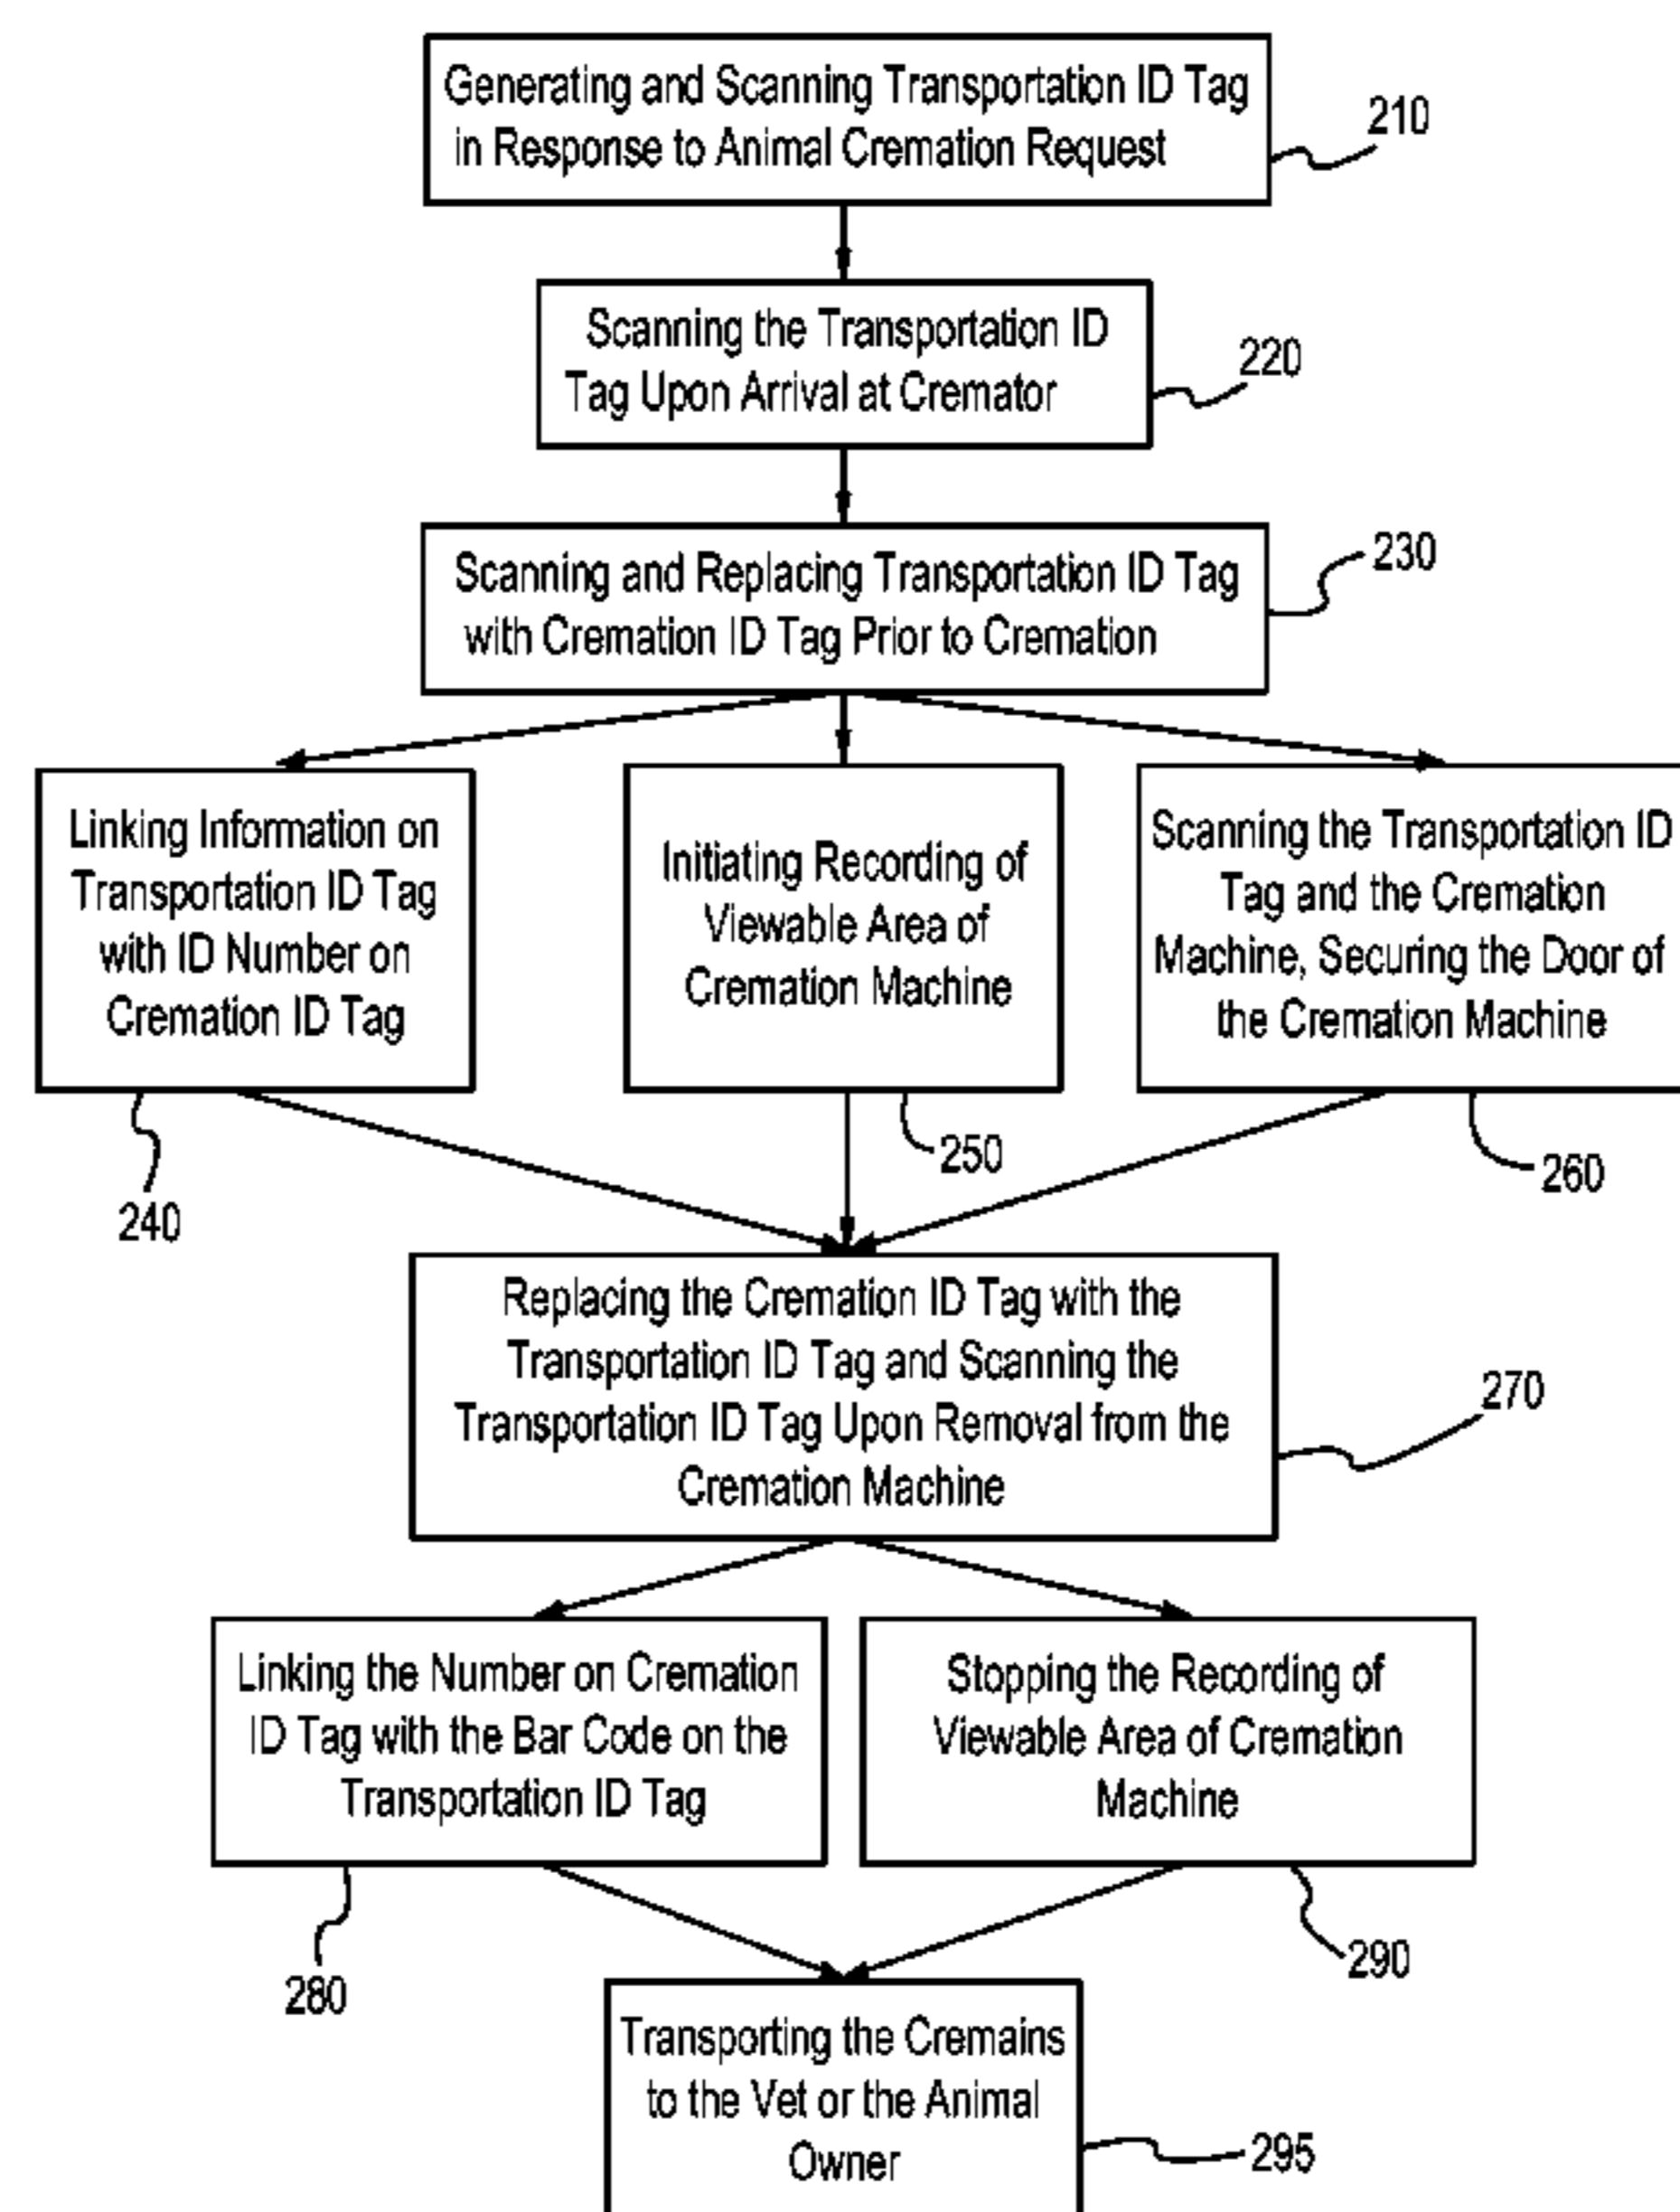 Generating and Scanning Transportation ID Tag
in Response to Animal Cremation Request
210
Scanning the Transportation ID
Tag Upon Arrival at Cremator
220
Scanning and Replacing Transportation ID Tag
with Cremation ID Tag Prior to Cremation
230
Linking Information on
Transportation ID Tag
with ID Number on
Cremation ID Tag
240
Initiating Recording of
Viewable Area of
Cremation Machine
250
Scanning the Transportation ID
Tag and the Cremation
Machine, Securing the Door of
the Cremation Machine
260
Replacing the Cremation ID Tag with the
Transportation ID Tag and Scanning the
Transportation ID Tag Upon Removal from the
Cremation Machine
270
Linking the Number on Cremation
ID Tag with the Bar Code on the
Transportation ID Tag
280
Stopping the Recording of
Viewable Area of Cremation
Machine
290
Transporting the Cremains
to the Vet or the Animal
Owner
295